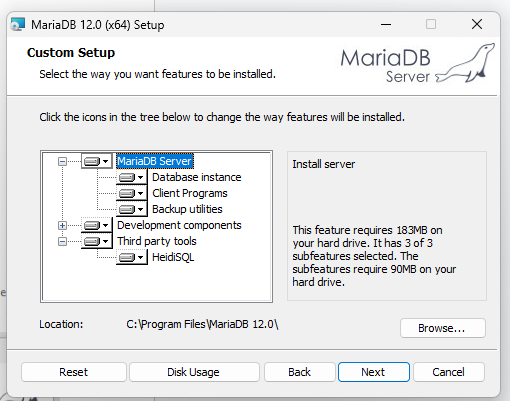 MariaDB 12.0 (x64) Setup
Custom Setup
Select the way you want features to be installed.
MariaDB
Server
Click the icons in the tree below to change the way features will be installed.
MariaDB Server
Database instance
Client Programs
Backup utilities
Development components
Third party tools
HeidiSQL
Install server
This feature requires 183MB on
your hard drive. It has 3 of 3
subfeatures selected. The
subfeatures require 90MB on your
hard drive.
Location: C:\Program Files\MariaDB 12.0\
Browse...
Reset Disk Usage Back Next Cancel